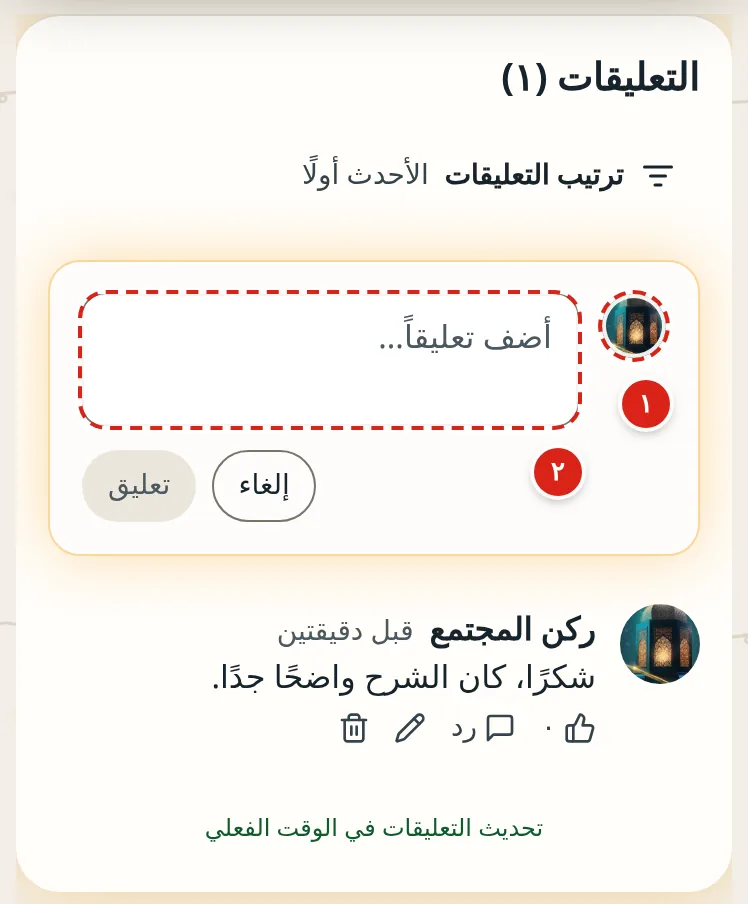 التعليقات (١)
ترتيب التعليقات الأحدث أولًا
أضف تعليقاً...
١
٢
إلغاء تعليق
ركن المجتمع قبل دقيقتين
شكرًا، كان الشرح واضحًا جدًا.
٠ رد
تحديث التعليقات في الوقت الفعلي